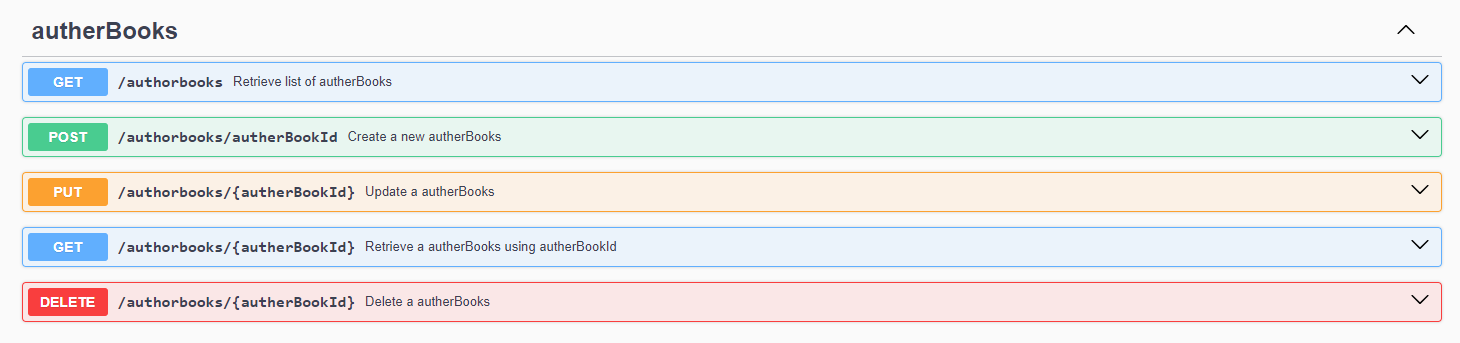 autherBooks
GET /authorbooks Retrieve list of autherBooks
POST /authorbooks/autherBookId Create a new autherBooks
PUT /authorbooks/{autherBookId} Update a autherBooks
GET /authorbooks/{autherBookId} Retrieve a autherBooks using autherBookId
DELETE /authorbooks/{autherBookId} Delete a autherBooks